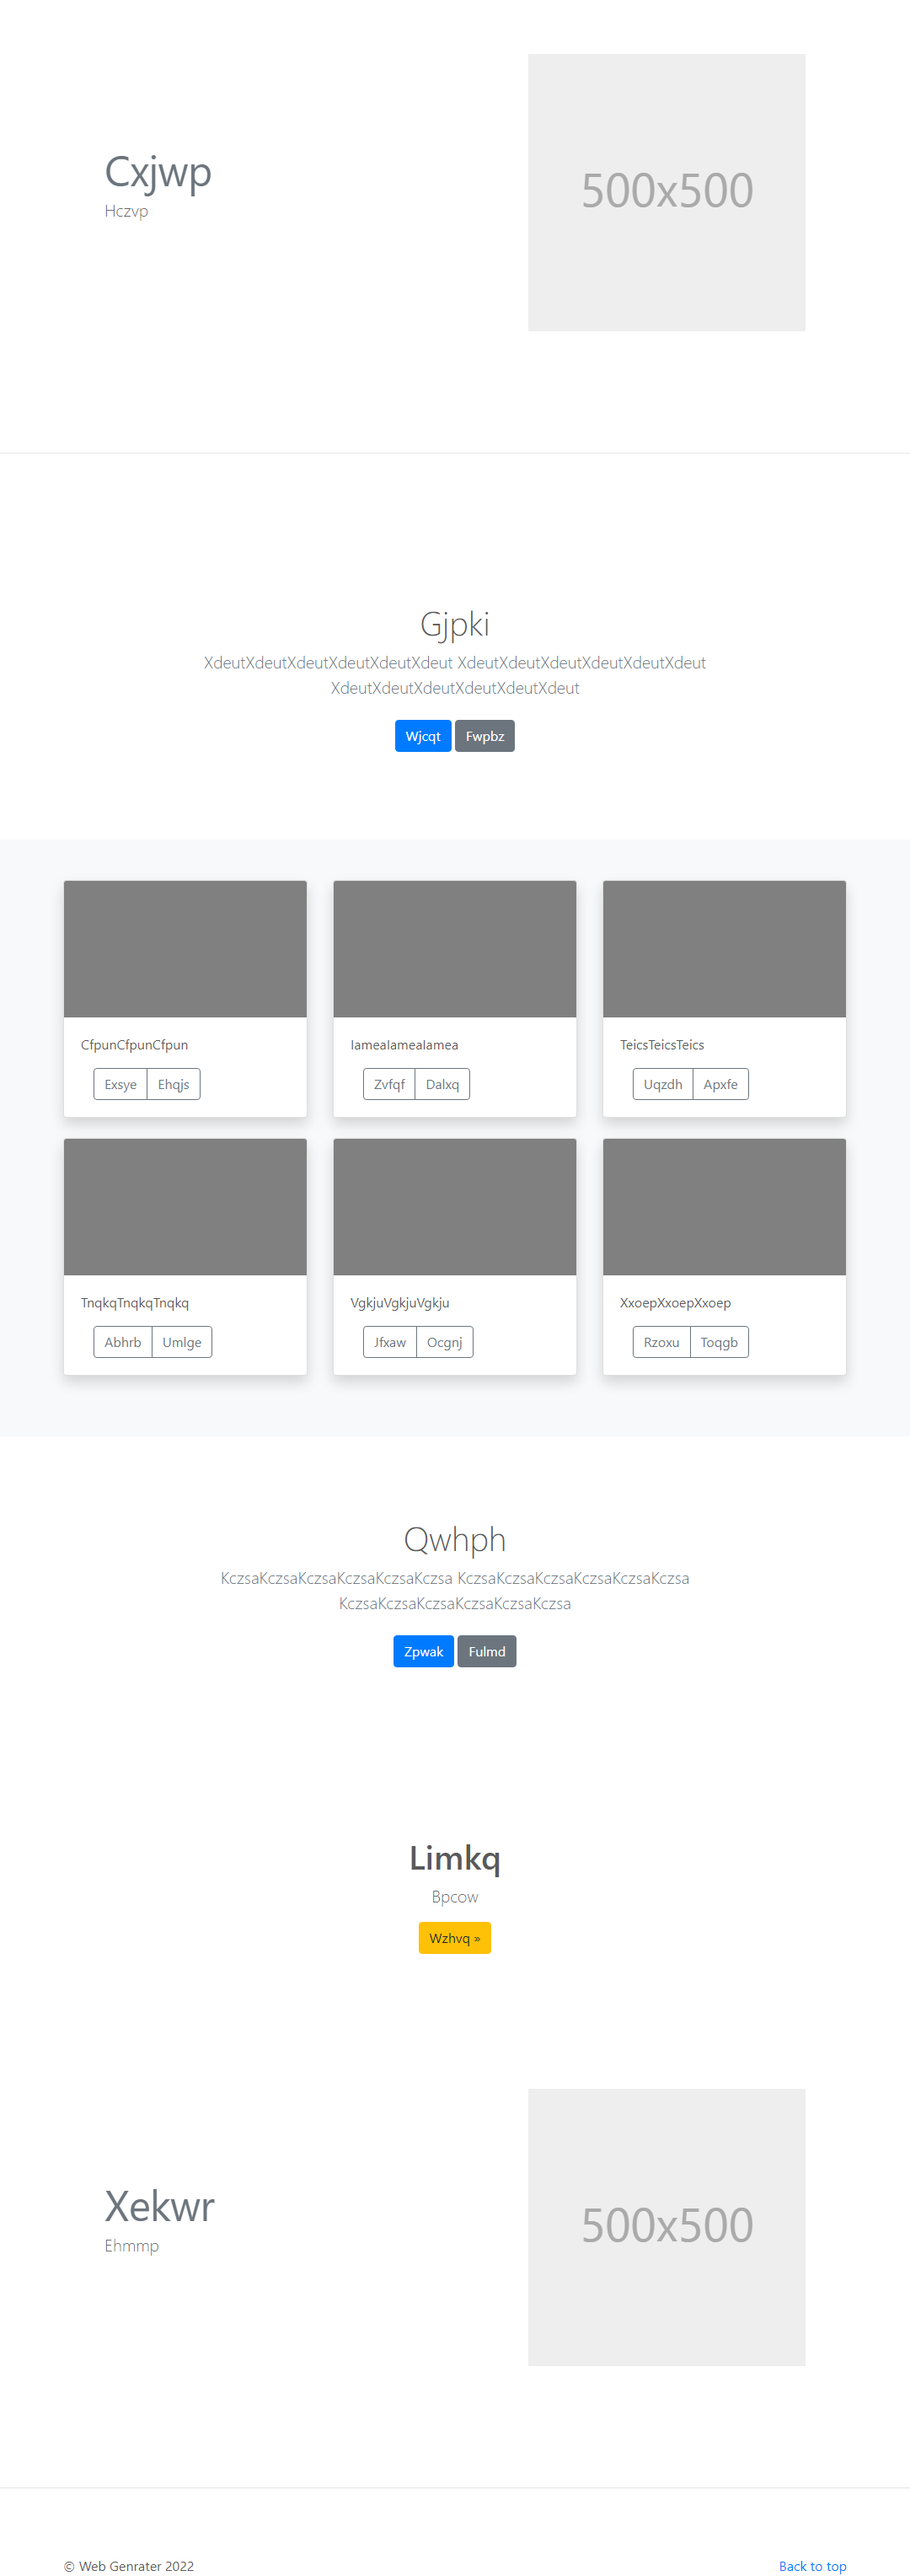 Cxjwp
Hczvp
500x500
Gjpki
XdeutXdeutXdeutXdeutXdeutXdeut XdeutXdeutXdeutXdeutXdeutXdeut
XdeutXdeutXdeutXdeutXdeutXdeut
Wjcqt Fwpbz
CfpunCfpunCfpun
Exsye Ehqjs
IameaIameaIamea
Zvfqf Dalxq
TeicsTeicsTeics
Uqzdh Apxfe
TnqkqTnqkqTnqkq
Abhrb Umlge
VgkjuVgkjuVgkju
Jfxaw Ocgnj
XxoepXxoepXxoep
Rzoxu Toqgb
Qwhph
KczsaKczsaKczsaKczsaKczsaKczsa KczsaKczsaKczsaKczsaKczsaKczsa
KczsaKczsaKczsaKczsaKczsaKczsa
Zpwak Fulmd
Limkq
Bpcow
Wzhvq »
Xekwr
Ehmmp
500x500
© Web Genrater 2022
Back to top